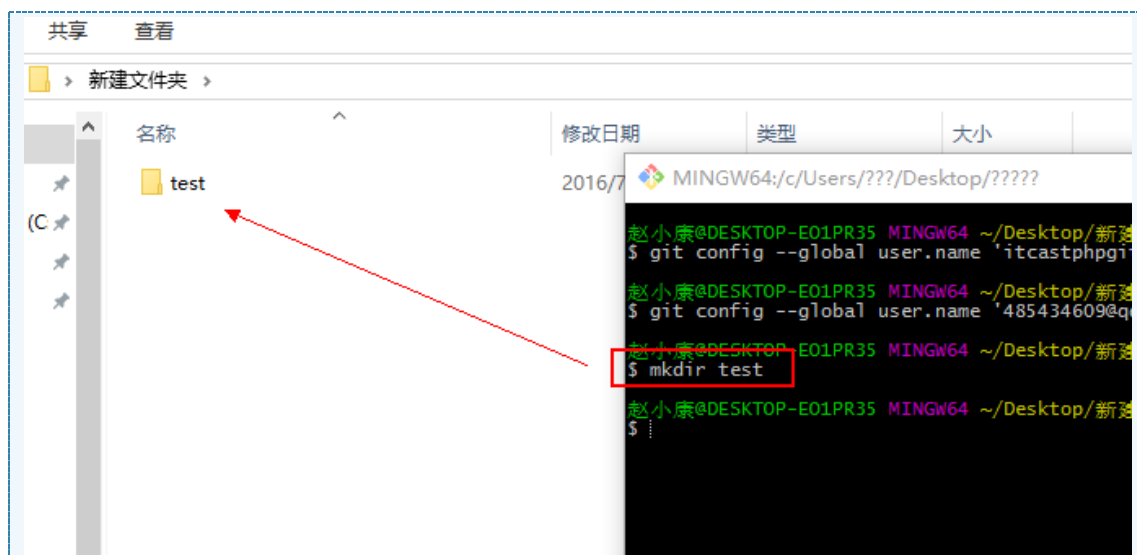 共享 查看
新建文件夹
名称 修改日期 类型 大小
test 2016/7
(C
MINGW64:/c/Users/???/Desktop/?????
赵小康@DESKTOP-EO1PR35 MINGW64 ~/Desktop/新建
$ git config --global user.name 'itcastphpgit
赵小康@DESKTOP-EO1PR35 MINGW64 ~/Desktop/新建
$ git config --global user.name '485434609@qq
赵小康@DESKTOP-EO1PR35 MINGW64 ~/Desktop/新建
$ mkdir test
赵小康@DESKTOP-EO1PR35 MINGW64 ~/Desktop/新建
$